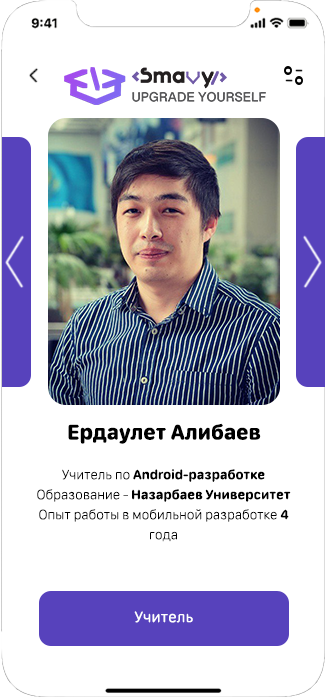 9:41
<Smavy/>
UPGRADE YOURSELF
Ердаулет Алибаев
Учитель по Android-разработке
Образование - Назарбаев Университет
Опыт работы в мобильной разработке 4
года
Учитель